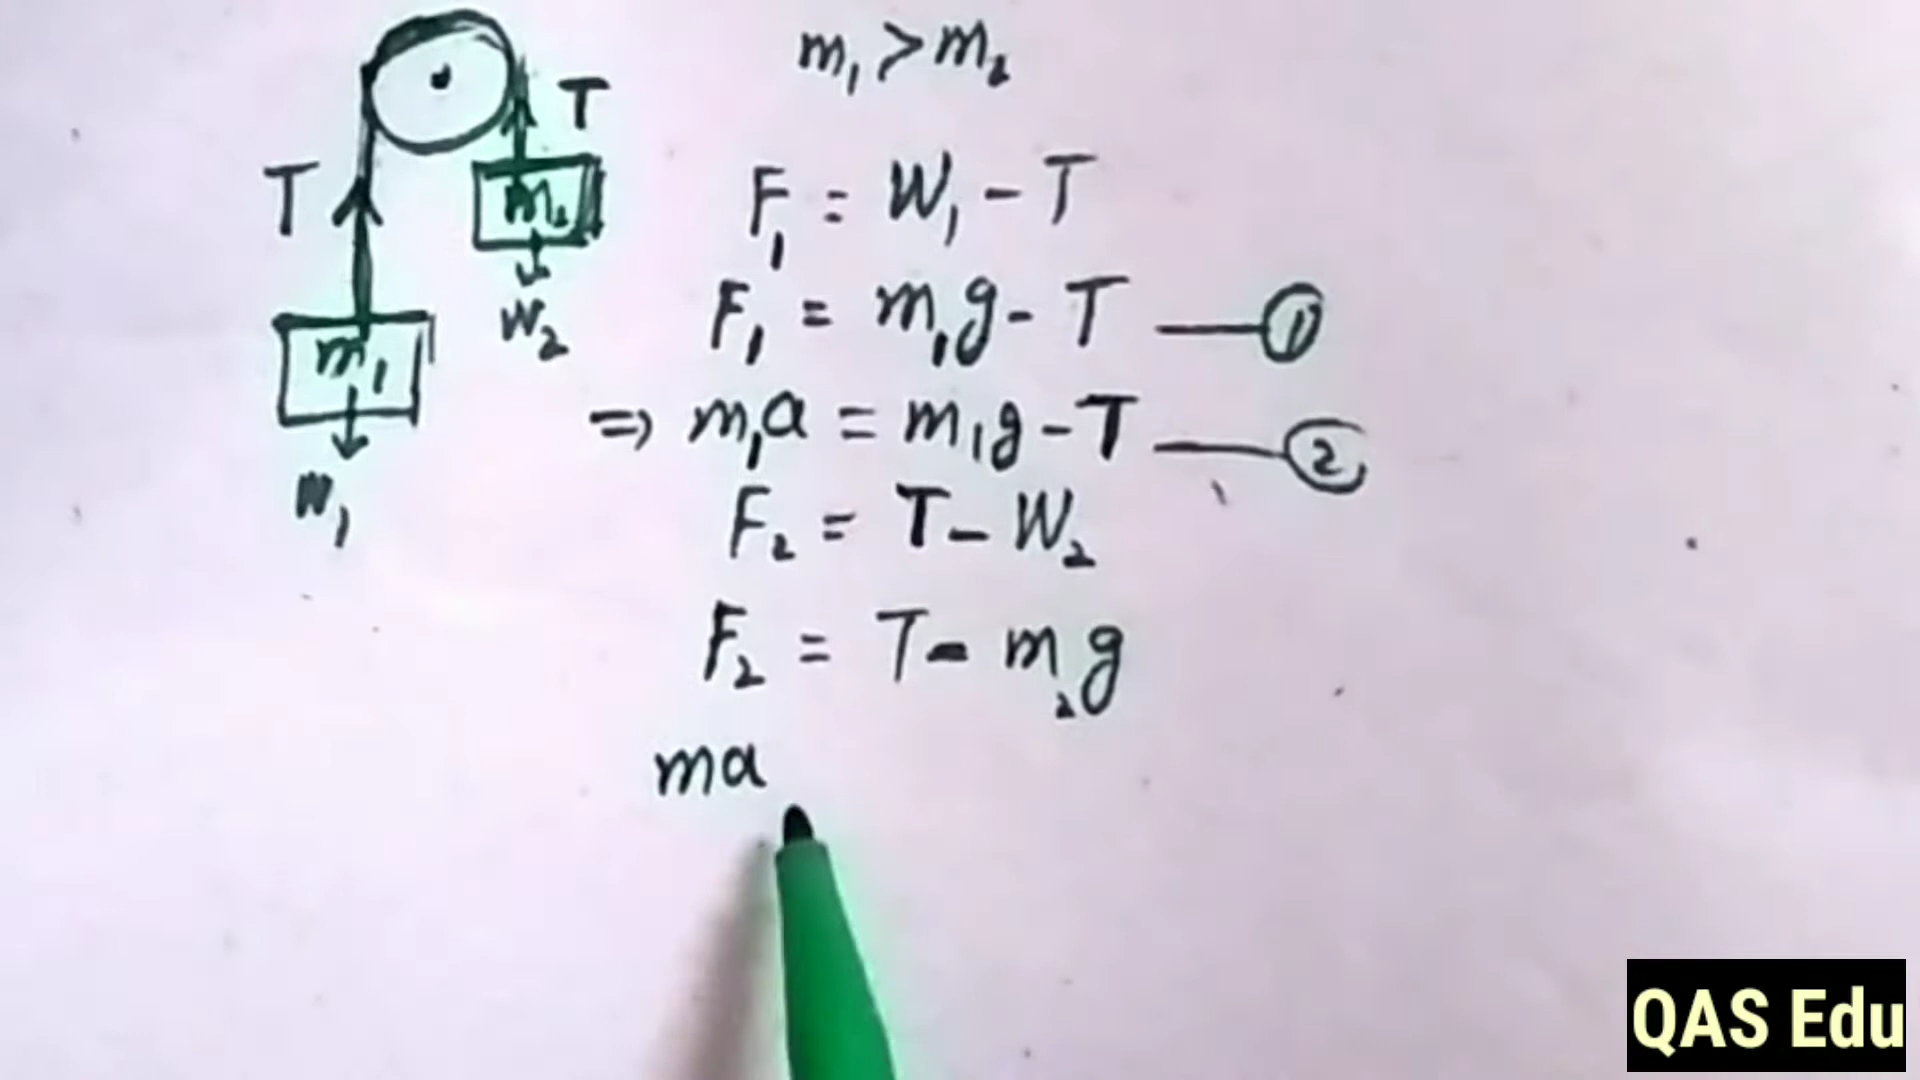 m₁ > m₂
T
T
m₂
W₂
m₁
W₁
F₁ = W₁ - T
F₁ = m₁g - T —①
⇒ m₁a = m₁g - T —②
F₂ = T - W₂
F₂ = T - m₂g
ma
QAS Edu